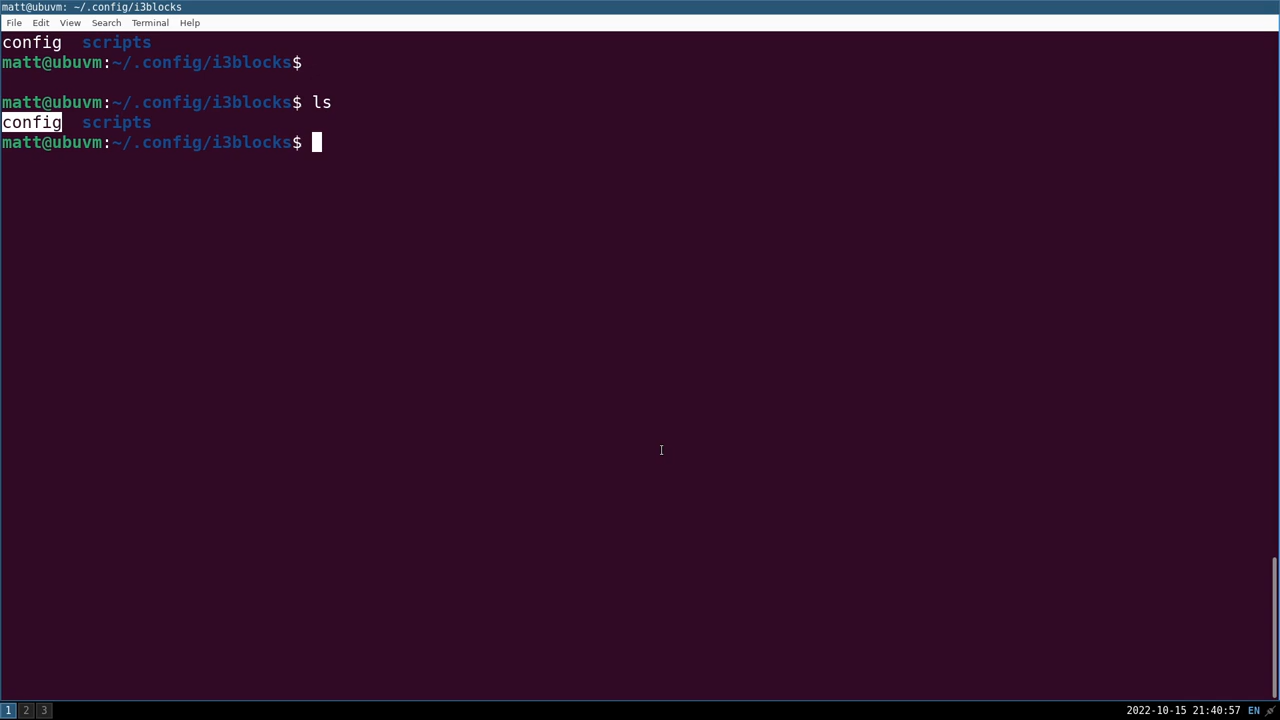 matt@ubuvm: ~/.config/i3blocks
File Edit View Search Terminal Help
config  scripts
matt@ubuvm:~/.config/i3blocks$
matt@ubuvm:~/.config/i3blocks$ ls
config  scripts
matt@ubuvm:~/.config/i3blocks$
1 2 3 2022-10-15 21:40:57 EN